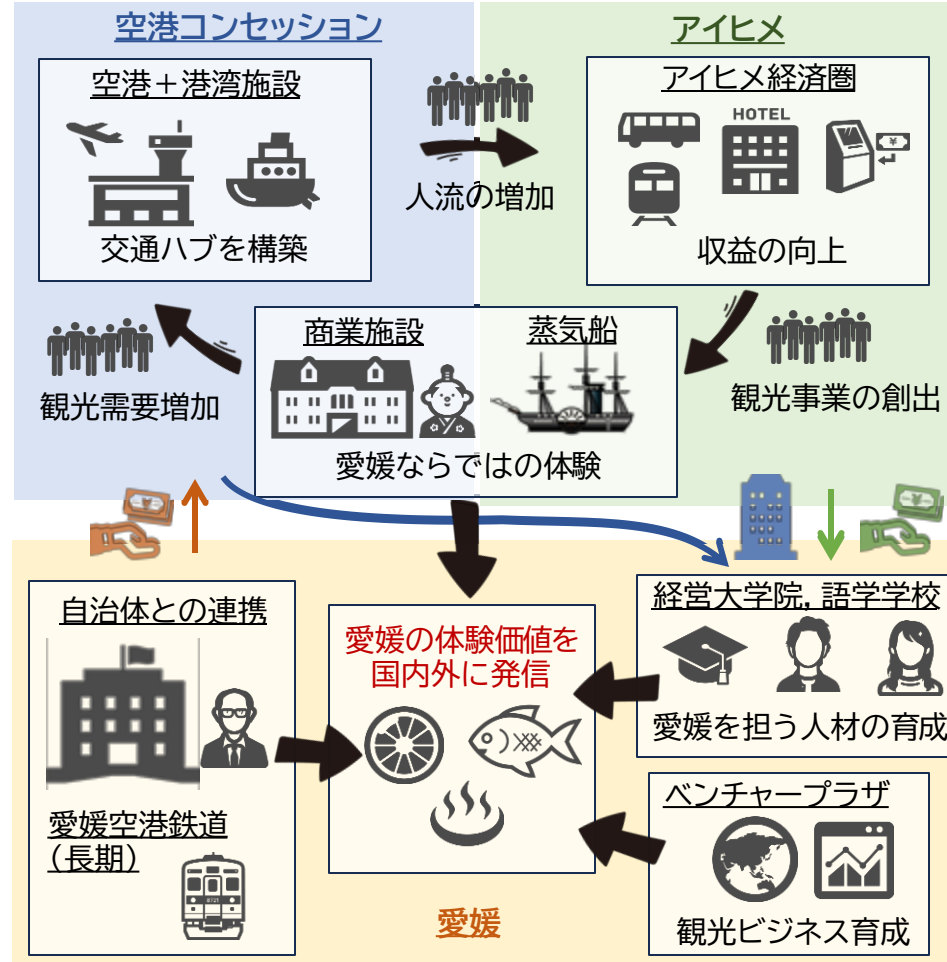 空港コンセッション
アイヒメ
空港＋港湾施設
交通ハブを構築
人流の増加
アイヒメ経済圏
HOTEL
¥
収益の向上
観光需要増加
商業施設
蒸気船
愛媛ならではの体験
観光事業の創出
自治体との連携
愛媛空港鉄道
（長期）
愛媛の体験価値を
国内外に発信
経営大学院, 語学学校
愛媛を担う人材の育成
ベンチャープラザ
観光ビジネス育成
愛媛